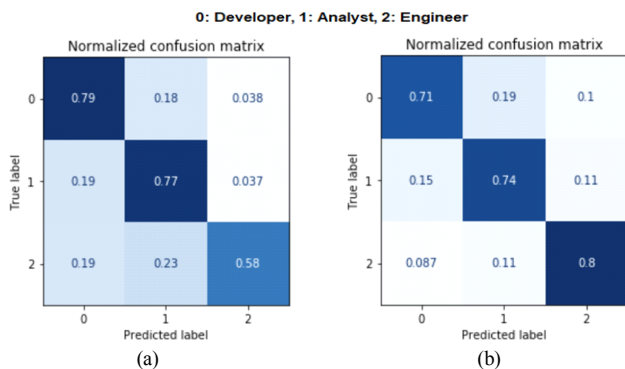 0: Developer, 1: Analyst, 2: Engineer
Normalized confusion matrix
0 0.79 0.18 0.038
1 0.19 0.77 0.037
2 0.19 0.23 0.58
True label
0 1 2
Predicted label
(a)
Normalized confusion matrix
0 0.71 0.19 0.1
1 0.15 0.74 0.11
2 0.087 0.11 0.8
True label
0 1 2
Predicted label
(b)